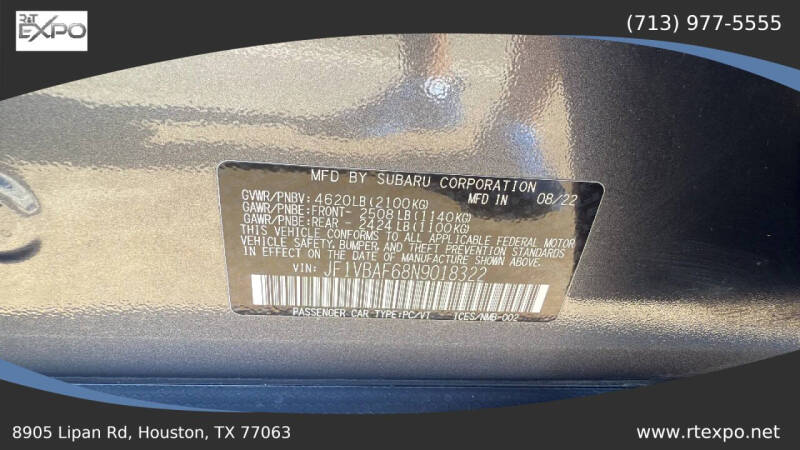 R&T
EXPO
(713) 977-5555
MFD BY SUBARU CORPORATION
GVWR/PNBV: 4620LB(2100KG) MFD IN 08/22
GAWR/PNBE:FRONT- 2508LB(1140KG)
GAWR/PNBE:REAR - 2424LB(1100KG)
THIS VEHICLE CONFORMS TO ALL APPLICABLE FEDERAL MOTOR
VEHICLE SAFETY, BUMPER, AND THEFT PREVENTION STANDARDS
IN EFFECT ON THE DATE OF MANUFACTURE SHOWN ABOVE.
VIN: JF1VBAF68N9018322
PASSENGER CAR TYPE:PC/VT ICES/NMB-002
8905 Lipan Rd, Houston, TX 77063
www.rtexpo.net